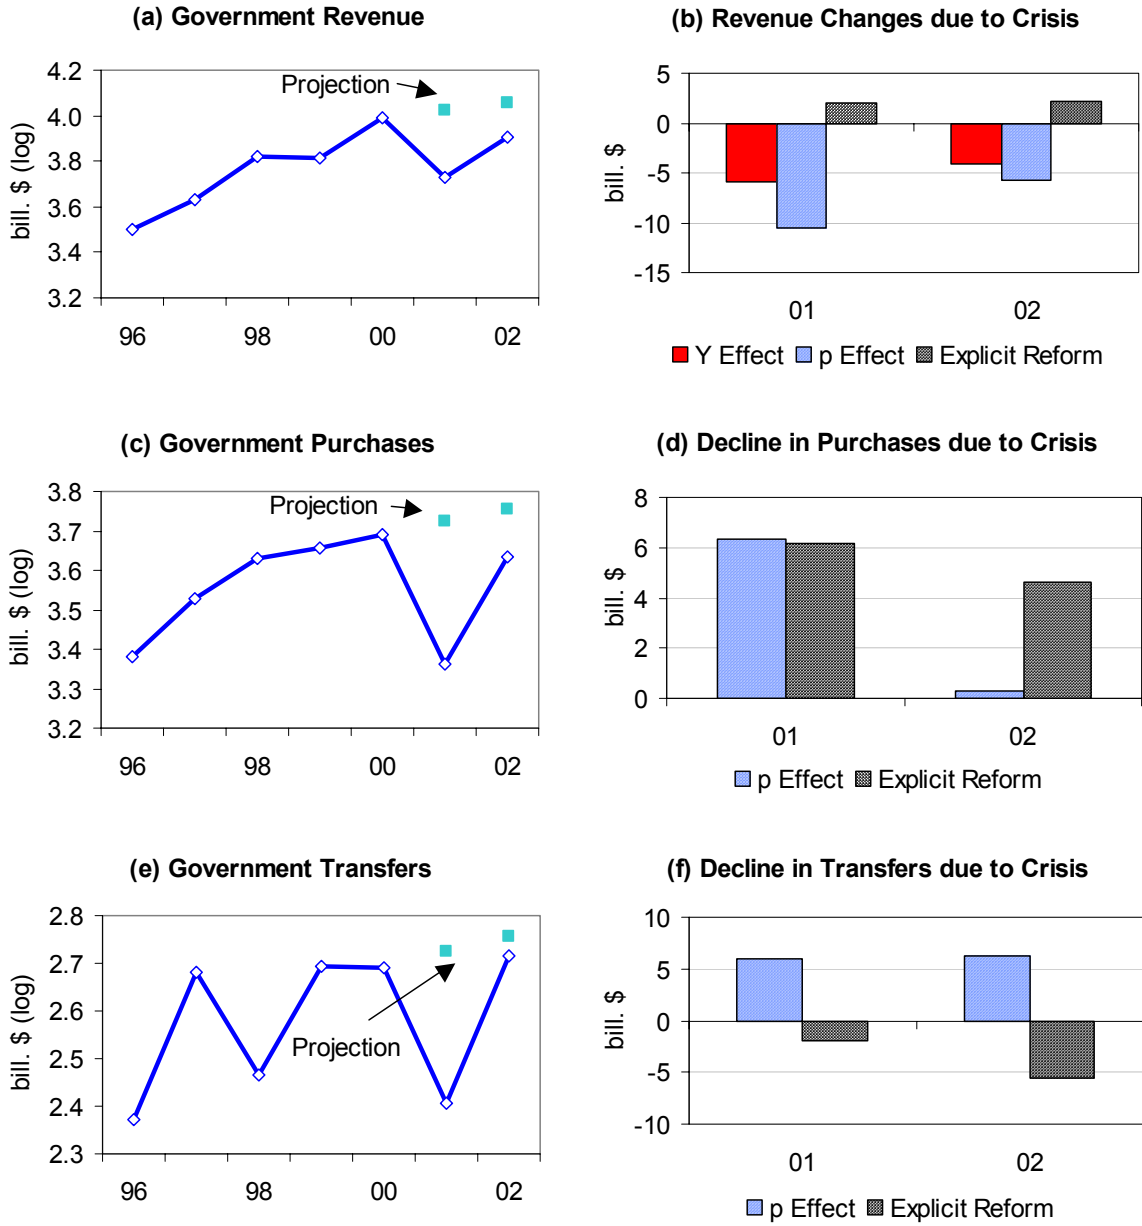 (a) Government Revenue
bill. $ (log)
4.2
4.0
3.8
3.6
3.4
3.2
Projection
96 98 00 02
(b) Revenue Changes due to Crisis
bill. $
5
0
-5
-10
-15
01 02
Y Effect p Effect Explicit Reform
(c) Government Purchases
bill. $ (log)
3.8
3.7
3.6
3.5
3.4
3.3
3.2
Projection
96 98 00 02
(d) Decline in Purchases due to Crisis
bill. $
8
6
4
2
0
01 02
p Effect Explicit Reform
(e) Government Transfers
bill. $ (log)
2.8
2.7
2.6
2.5
2.4
2.3
Projection
96 98 00 02
(f) Decline in Transfers due to Crisis
bill. $
10
5
0
-5
-10
01 02
p Effect Explicit Reform